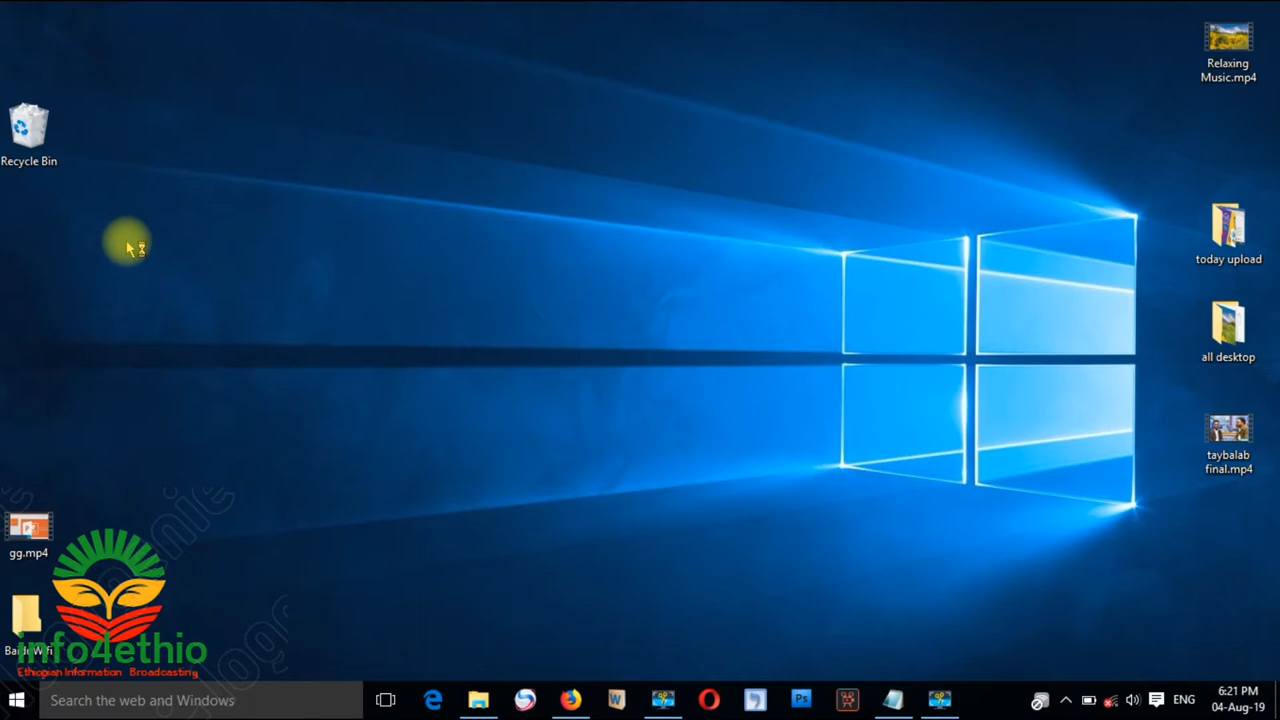 Relaxing
Music.mp4
Recycle Bin
today upload
all desktop
taybalab
final.mp4
gg.mp4
info4ethio
Ethiopian Information Broadcasting
Search the web and Windows
Ps
ENG
6:21 PM
04-Aug-19